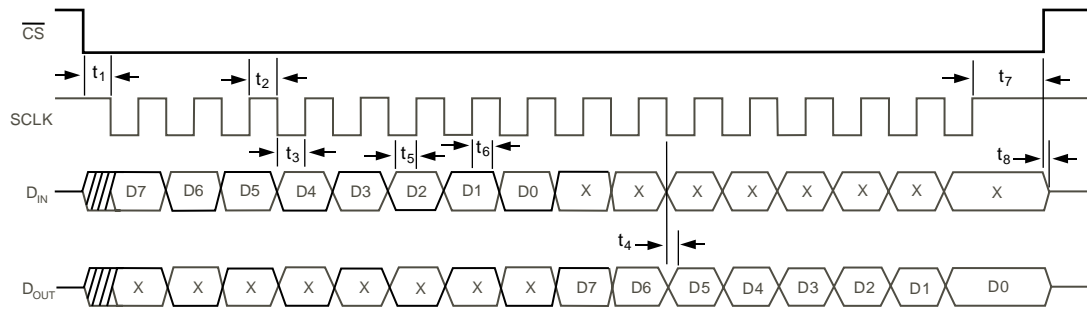 CS
t1 t2 t7
SCLK
t3 t5 t6 t8
DIN D7 D6 D5 D4 D3 D2 D1 D0 X X X X X X X X
t4
DOUT X X X X X X X X D7 D6 D5 D4 D3 D2 D1 D0